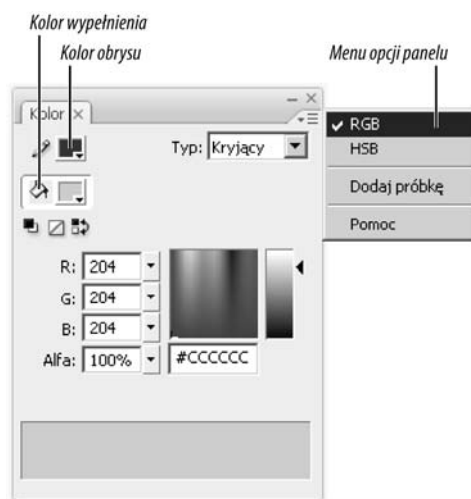 Kolor wypełnienia
Kolor obrysu
Menu opcji panelu
Kolor
Typ: Kryjący
RGB
HSB
Dodaj próbkę
Pomoc
R: 204
G: 204
B: 204
Alfa: 100%
#CCCCCC